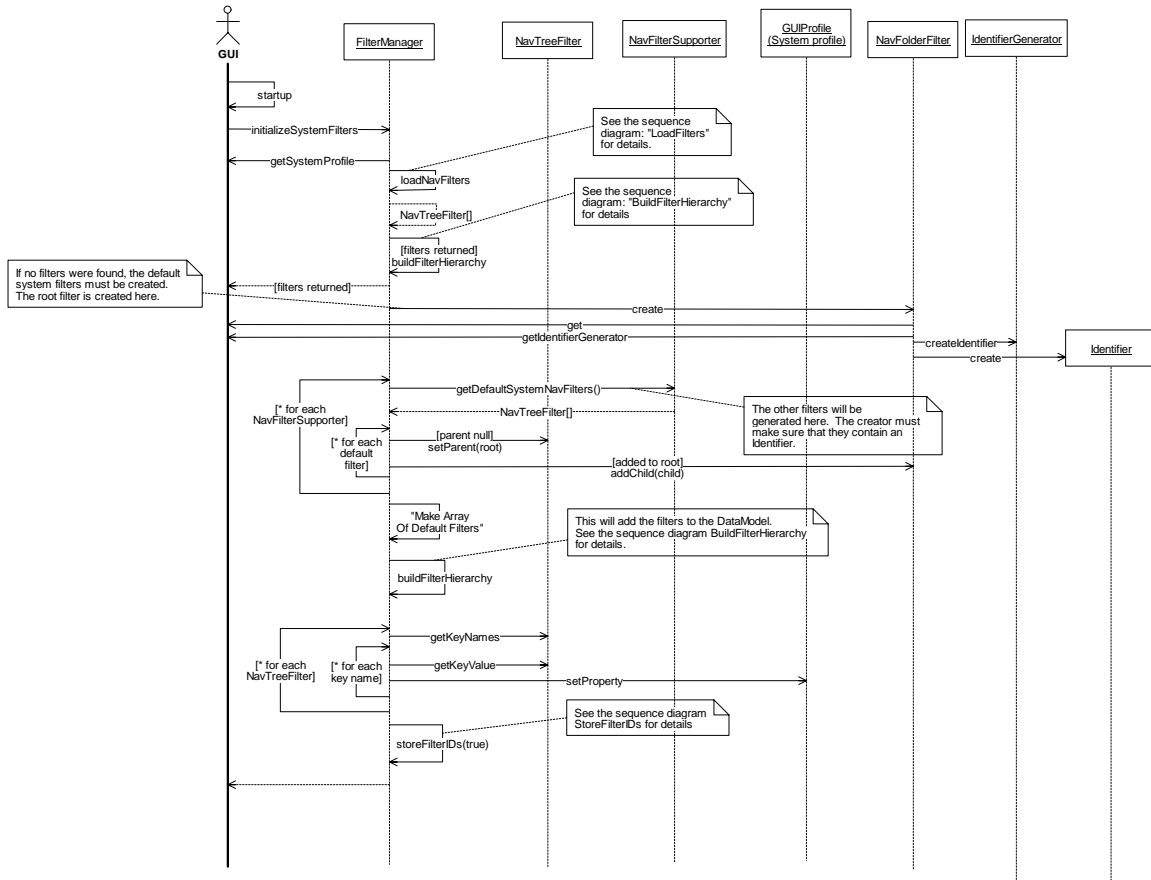 GUI
FilterManager
NavTreeFilter
NavFilterSupporter
GUIProfile
(System profile)
NavFolderFilter
IdentifierGenerator
startup
initializeSystemFilters
See the sequence
diagram: "LoadFilters"
for details.
getSystemProfile
loadNavFilters
See the sequence
diagram: "BuildFilterHierarchy"
for details
NavTreeFilter[]
[filters returned]
buildFilterHierarchy
If no filters were found, the default
system filters must be created.
The root filter is created here.
[filters returned]
create
get
getIdentifierGenerator
createIdentifier
create
Identifier
getDefaultSystemNavFilters()
[* for each
NavFilterSupporter]
NavTreeFilter[]
The other filters will be
generated here.  The creator must
make sure that they contain an
Identifier.
[* for each
default
filter]
[parent null]
setParent(root)
[added to root]
addChild(child)
"Make Array
Of Default Filters"
This will add the filters to the DataModel.
See the sequence diagram BuildFilterHierarchy
for details.
buildFilterHierarchy
getKeyNames
[* for each
NavTreeFilter]
[* for each
key name]
getKeyValue
setProperty
See the sequence diagram
StoreFilterIDs for details
storeFilterIDs(true)